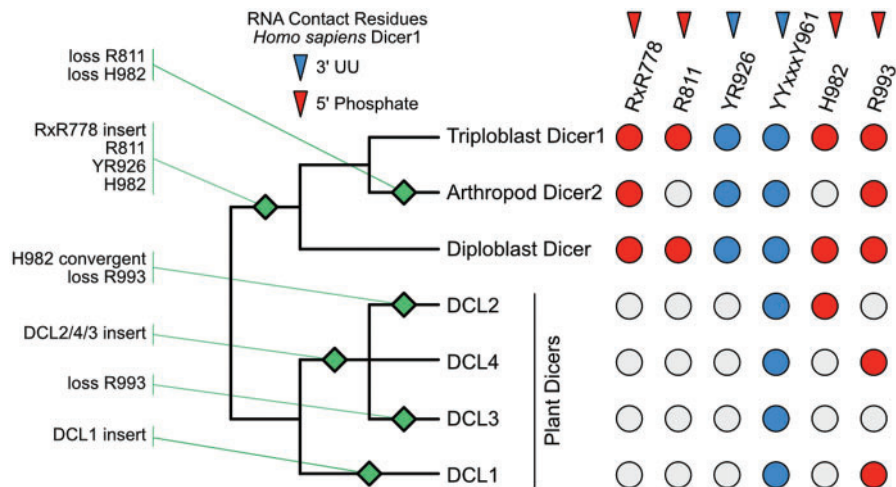 RNA Contact Residues
Homo sapiens Dicer1
3' UU
5' Phosphate
RxR778
R811
YR926
YYxxxY961
H982
R993
loss R811
loss H982
RxR778 insert
R811
YR926
H982
H982 convergent
loss R993
DCL2/4/3 insert
loss R993
DCL1 insert
Triploblast Dicer1
Arthropod Dicer2
Diploblast Dicer
DCL2
DCL4
DCL3
DCL1
Plant Dicers